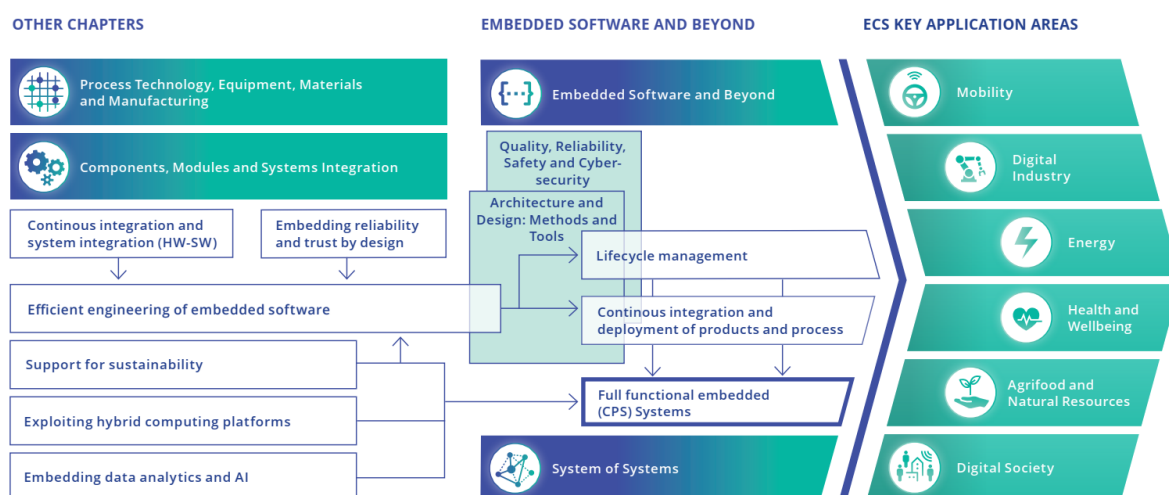 OTHER CHAPTERS
Process Technology, Equipment, Materials
and Manufacturing
Components, Modules and Systems Integration
Continous integration and
system integration (HW-SW)
Embedding reliability
and trust by design
Efficient engineering of embedded software
Support for sustainability
Exploiting hybrid computing platforms
Embedding data analytics and AI
EMBEDDED SOFTWARE AND BEYOND
{...}
Embedded Software and Beyond
Quality, Reliability,
Safety and Cyber-
security
Architecture and
Design: Methods and
Tools
Lifecycle management
Continous integration and
deployment of products and process
Full functional embedded
(CPS) Systems
System of Systems
ECS KEY APPLICATION AREAS
Mobility
Digital
Industry
Energy
Health and
Wellbeing
Agrifood and
Natural Resources
Digital Society